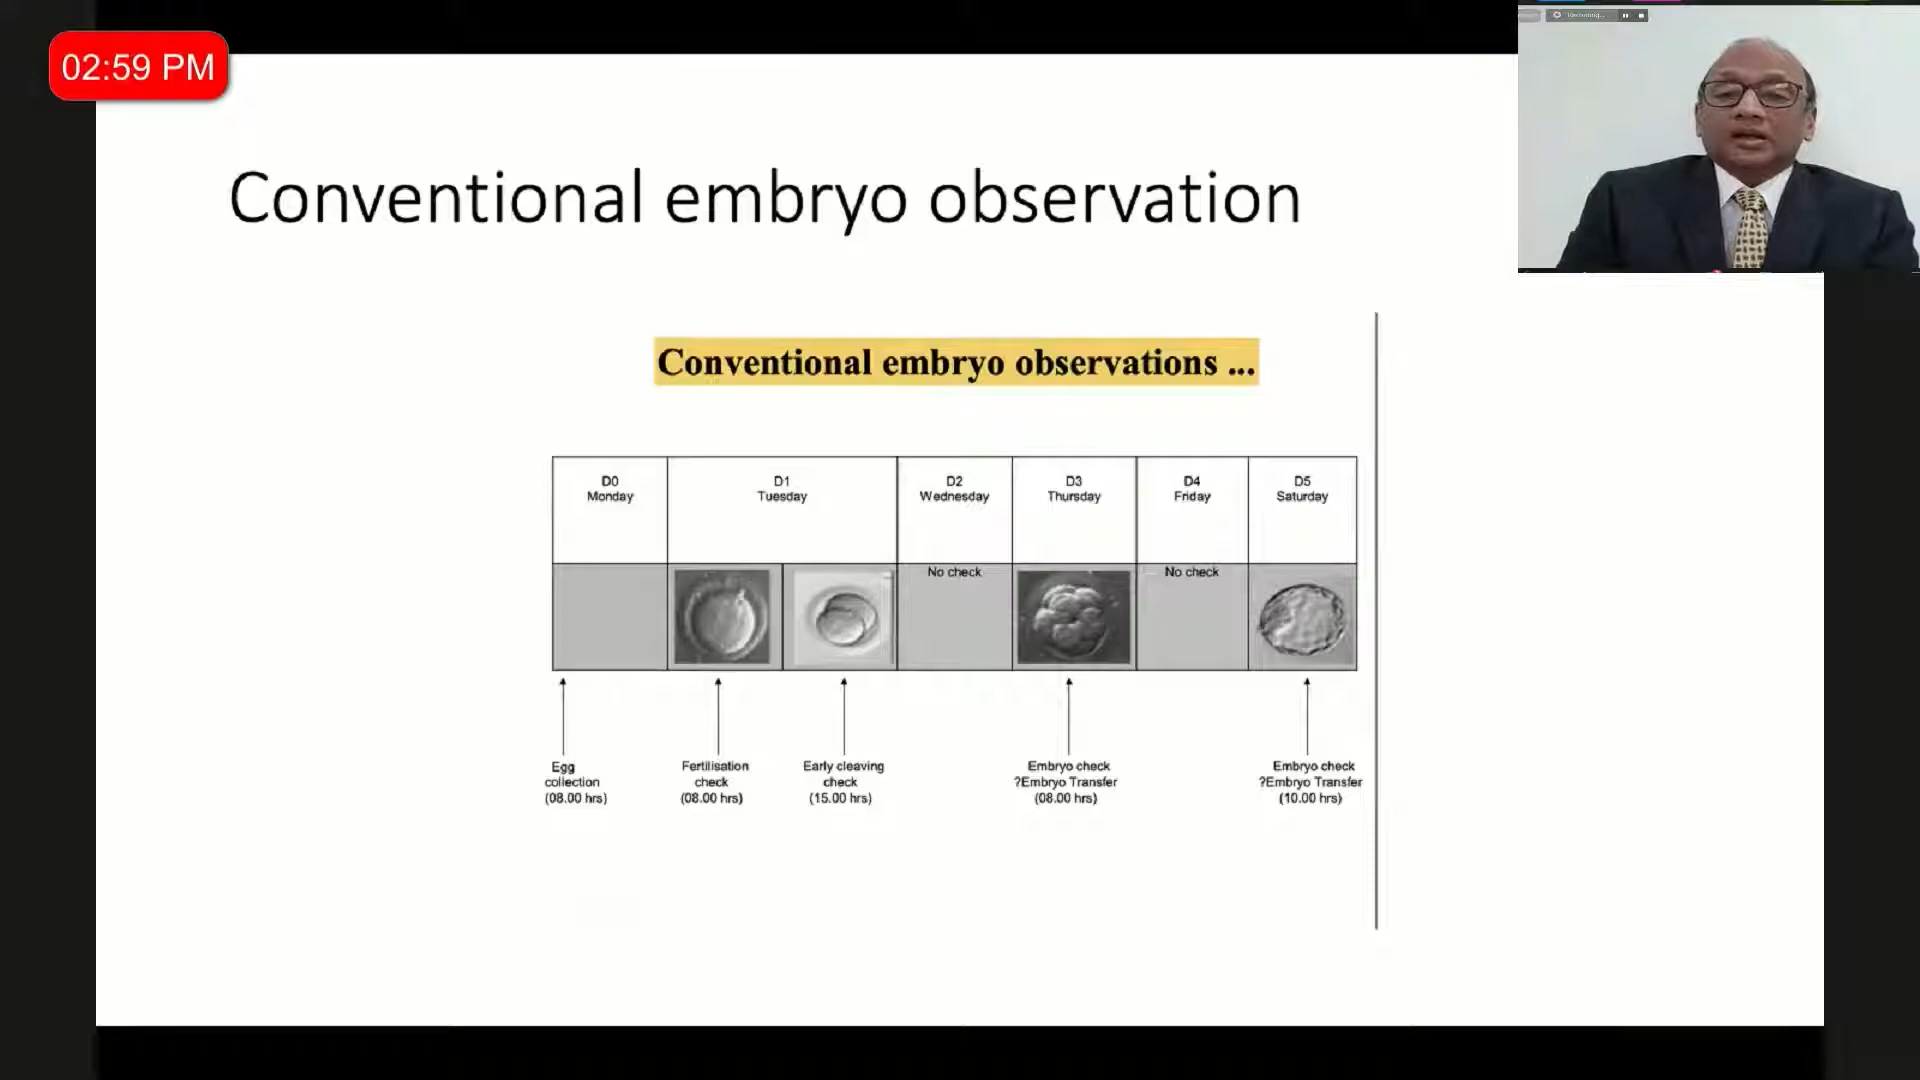 02:59 PM
Conventional embryo observation
Conventional embryo observations ...
D0
Monday
D1
Tuesday
D2
Wednesday
D3
Thursday
D4
Friday
D5
Saturday
No check
No check
Egg
collection
(08.00 hrs)
Fertilisation
check
(08.00 hrs)
Early cleaving
check
(15.00 hrs)
Embryo check
?Embryo Transfer
(08.00 hrs)
Embryo check
?Embryo Transfer
(10.00 hrs)